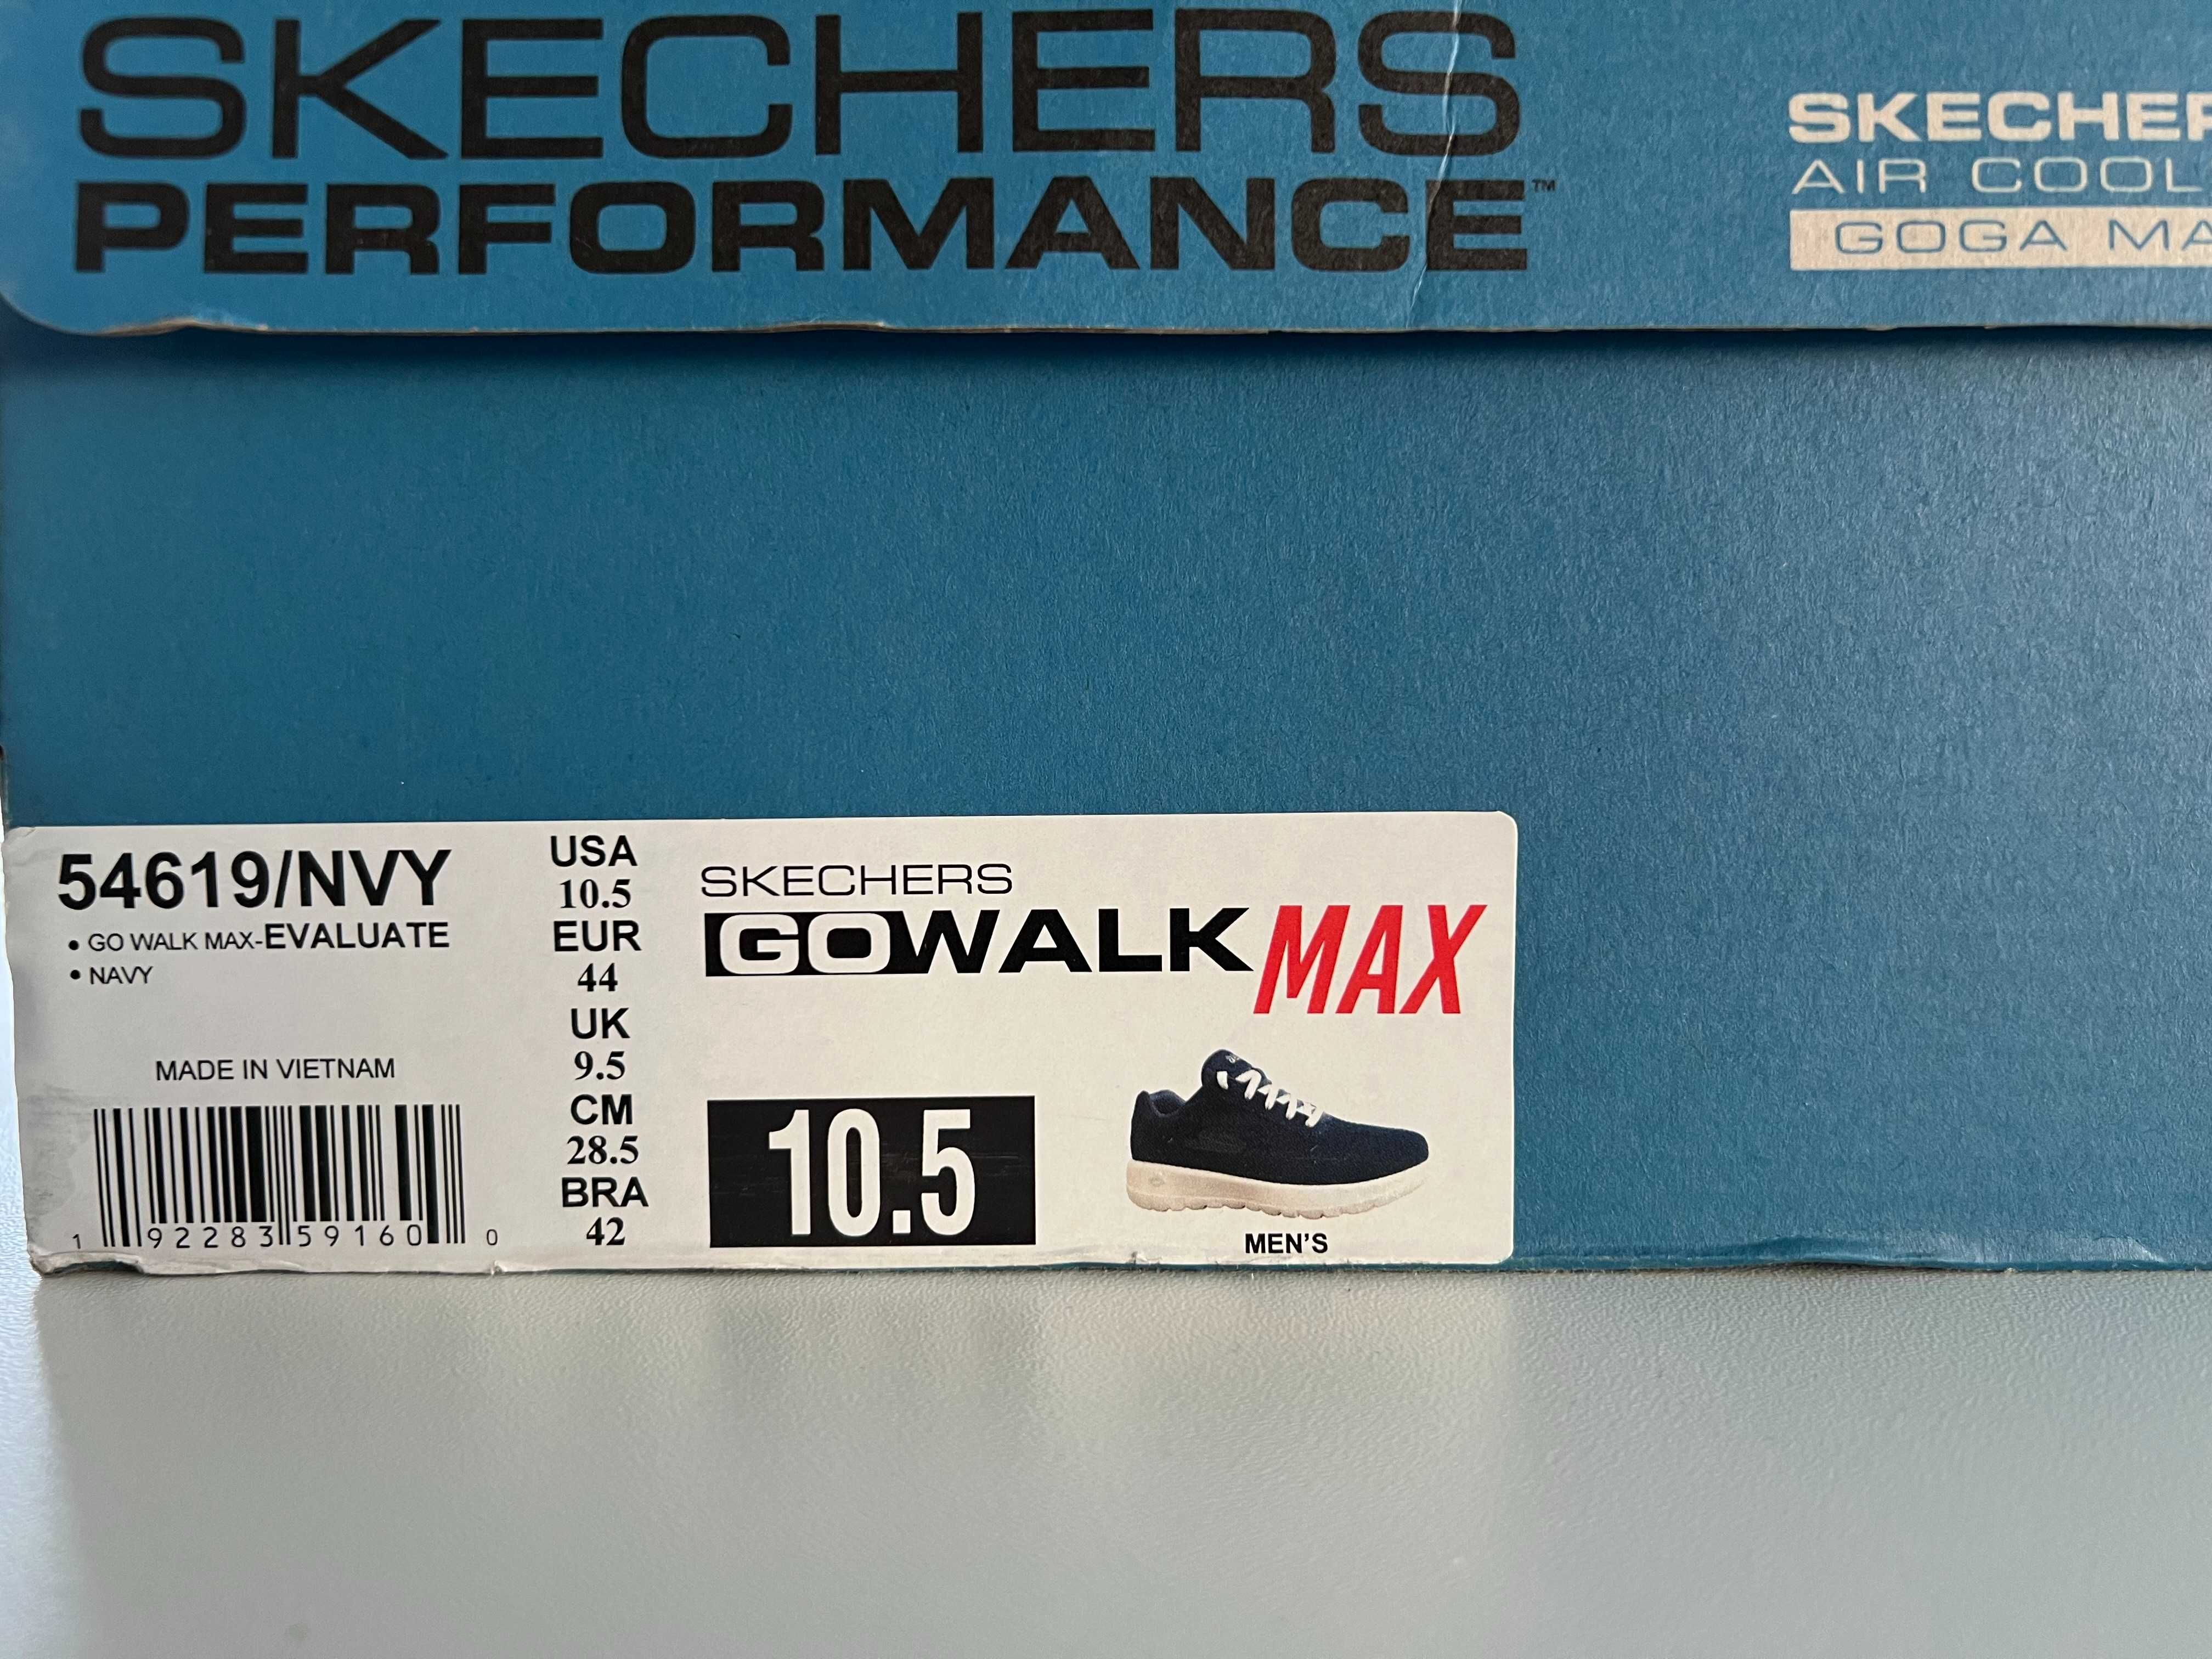 SKECHERS
PERFORMANCE™
SKECHER
AIR COOL
GOGA MA
54619/NVY
• GO WALK MAX-EVALUATE
• NAVY
MADE IN VIETNAM
1 92283 59160 0
USA
10.5
EUR
44
UK
9.5
CM
28.5
BRA
42
SKECHERS
GOWALK MAX
10.5
MEN'S